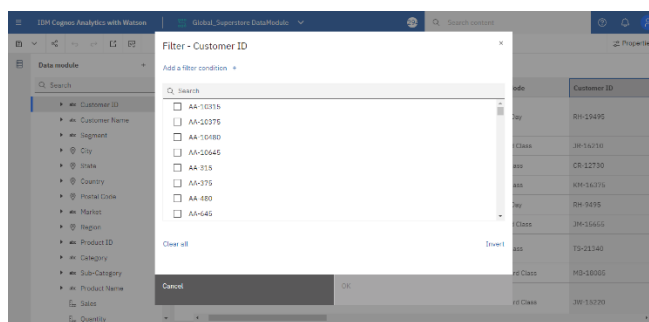 IBM Cognos Analytics with Watson
Global_Superstore DataModule
Search content
Properties
Data module
Search
Customer ID
Customer Name
Segment
City
State
Country
Postal Code
Market
Region
Product ID
Category
Sub-Category
Product Name
Sales
Quantity
Filter - Customer ID
Add a filter condition
Search
AA-10315
AA-10375
AA-10480
AA-10645
AA-315
AA-375
AA-480
AA-645
Clear all
Invert
Cancel
OK
Customer ID
RH-19495
JR-16210
CR-12730
KM-16375
RH-9495
JM-15655
TS-21340
MB-18085
JW-15220